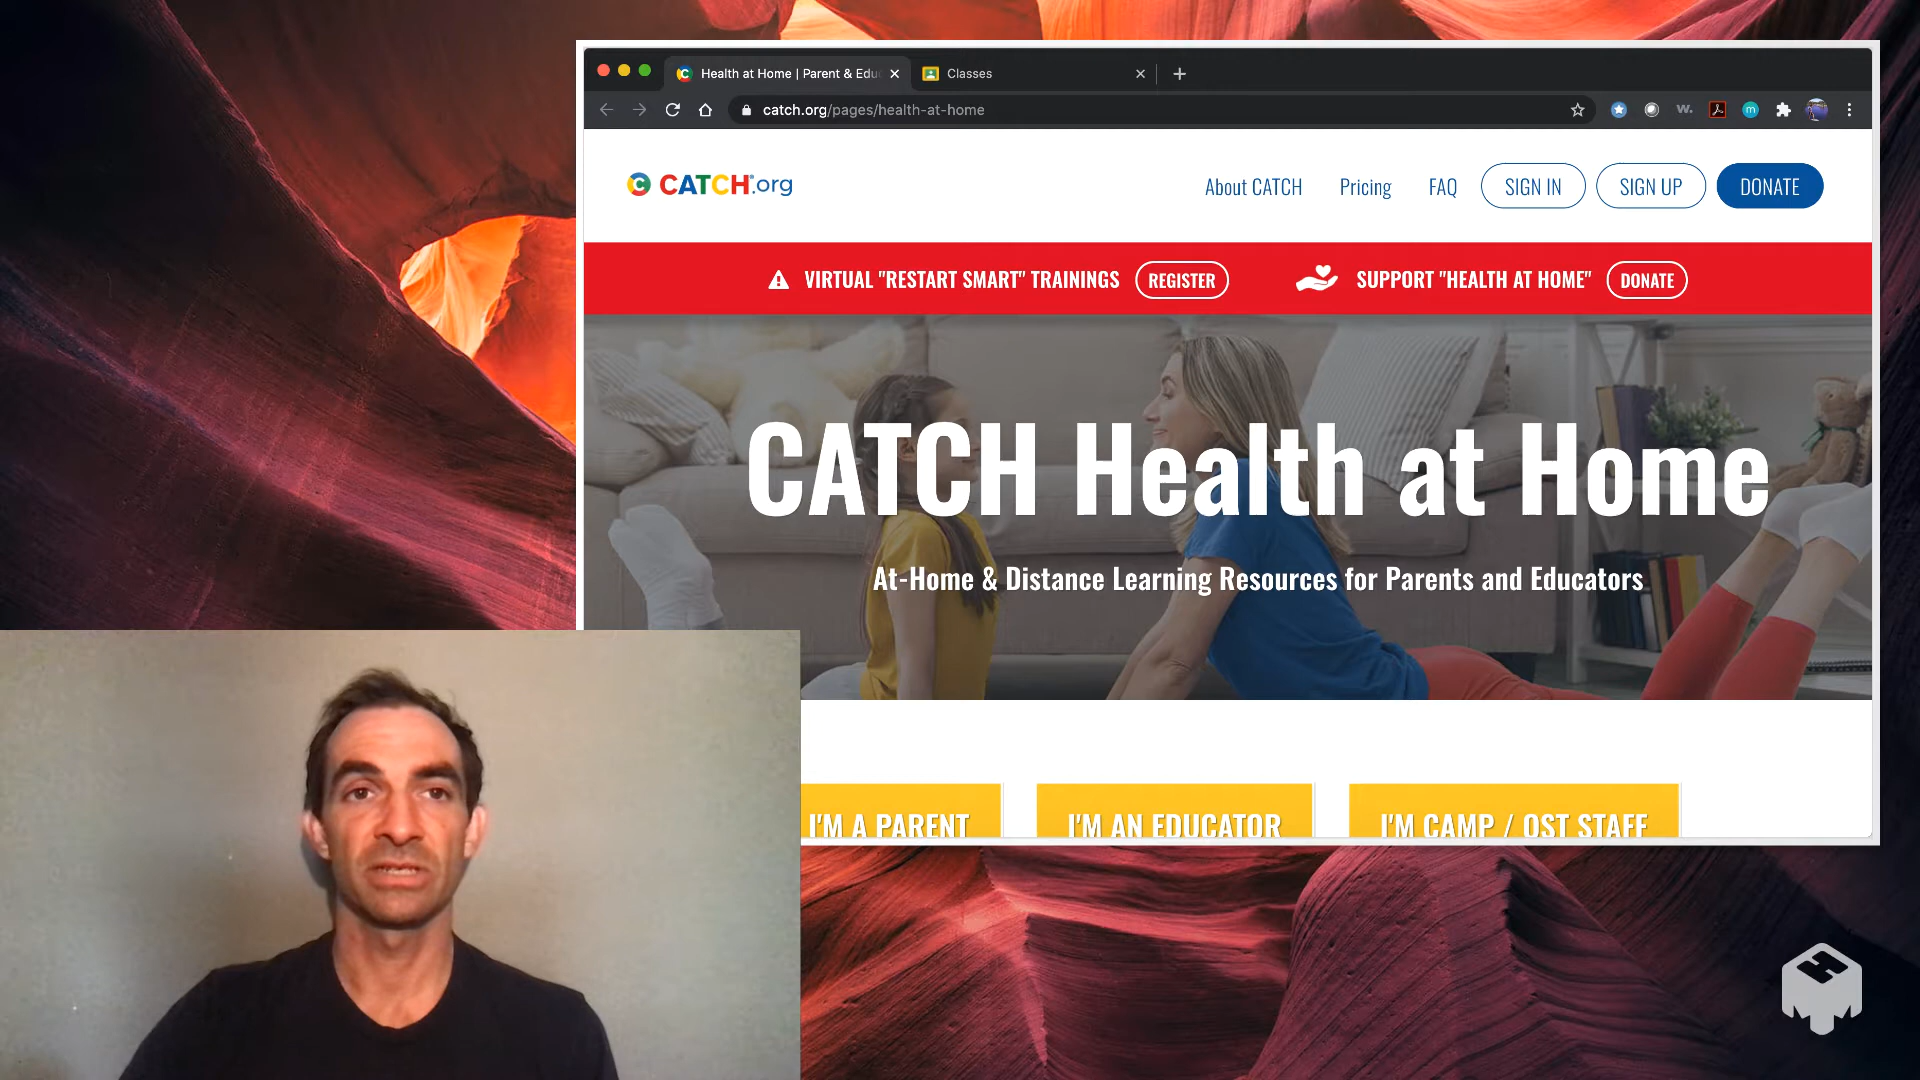 Health at Home | Parent & Edu
Classes
catch.org/pages/health-at-home
W.
m
C CATCH.org
About CATCH
Pricing
FAQ
SIGN IN
SIGN UP
DONATE
VIRTUAL "RESTART SMART" TRAININGS
REGISTER
SUPPORT "HEALTH AT HOME"
DONATE
CATCH Health at Home
At-Home & Distance Learning Resources for Parents and Educators
I'M A PARENT
I'M AN EDUCATOR
I'M CAMP / OST STAFF